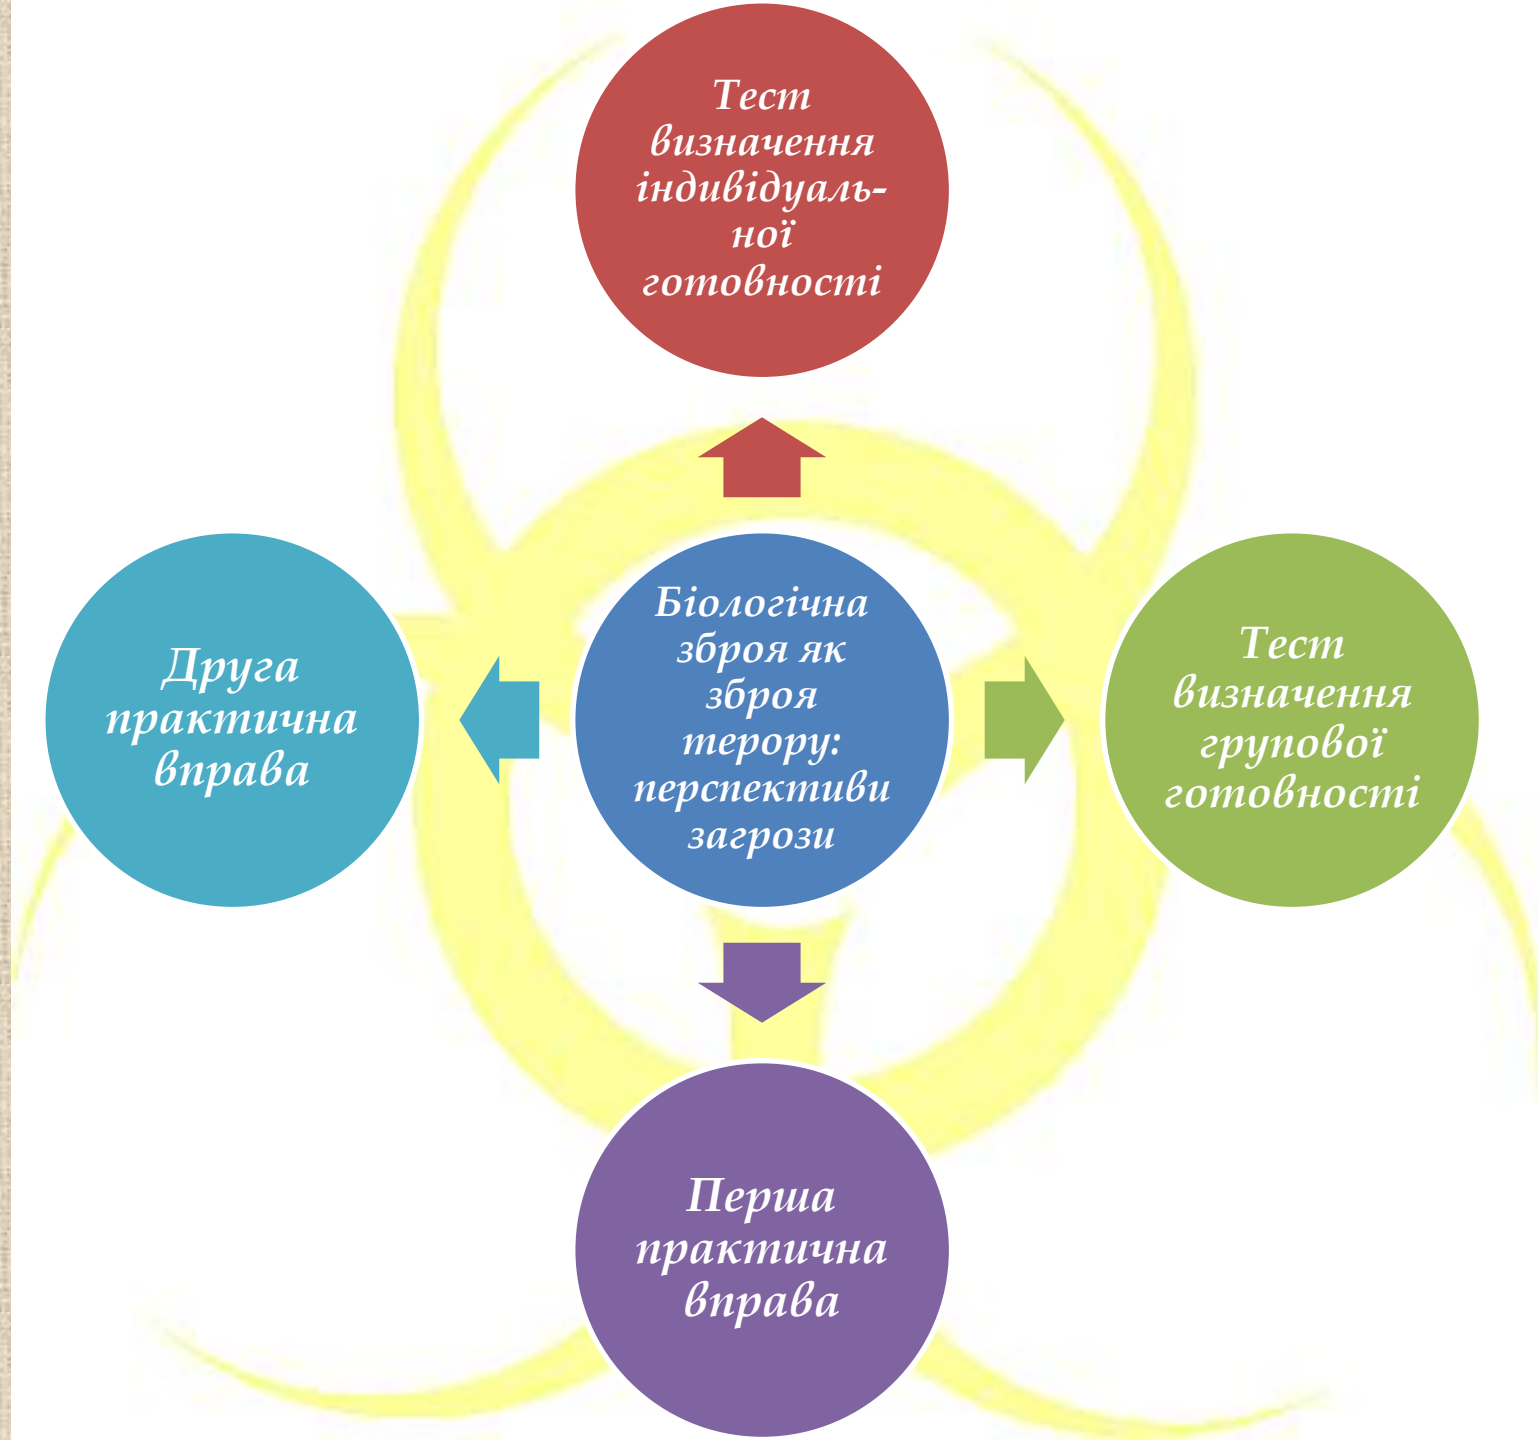 Тест
визначення
індивідуаль-
ної
готовності
Друга
практична
вправа
Біологічна
зброя як
зброя
терору:
перспективи
загрози
Тест
визначення
групової
готовності
Перша
практична
вправа